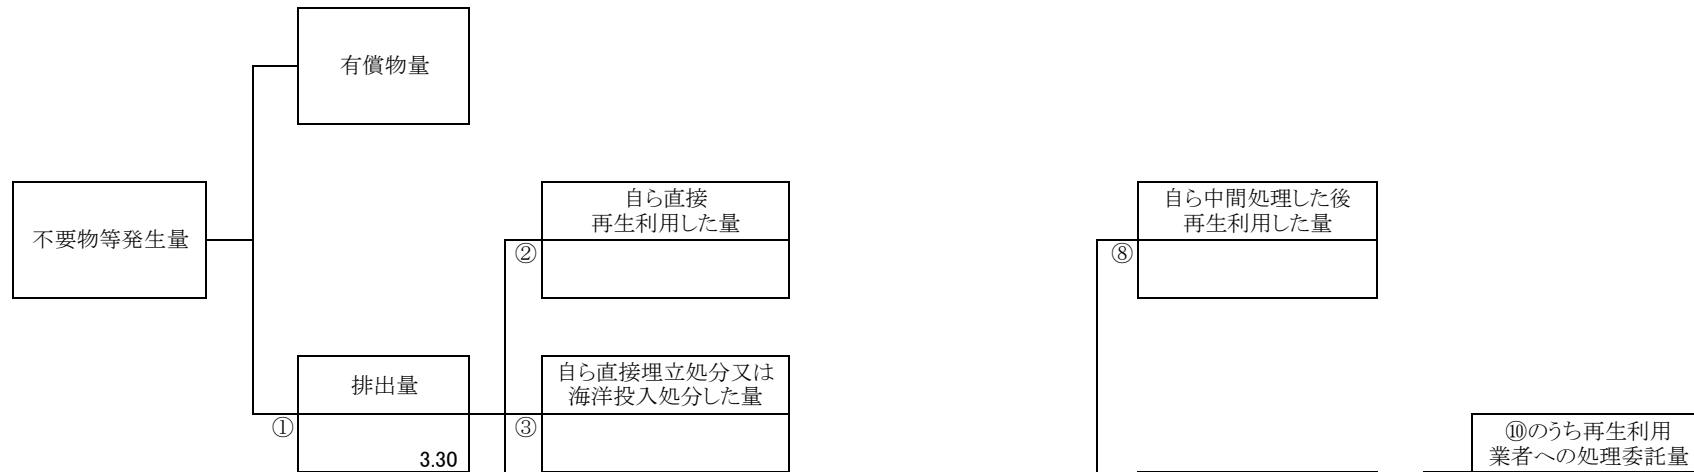 有償物量
不要物等発生量
自ら直接
再生利用した量
②
自ら中間処理した後
再生利用した量
⑧
排出量
①
3.30
自ら直接埋立処分又は
海洋投入処分した量
③
⑩のうち再生利用
業者への処理委託量